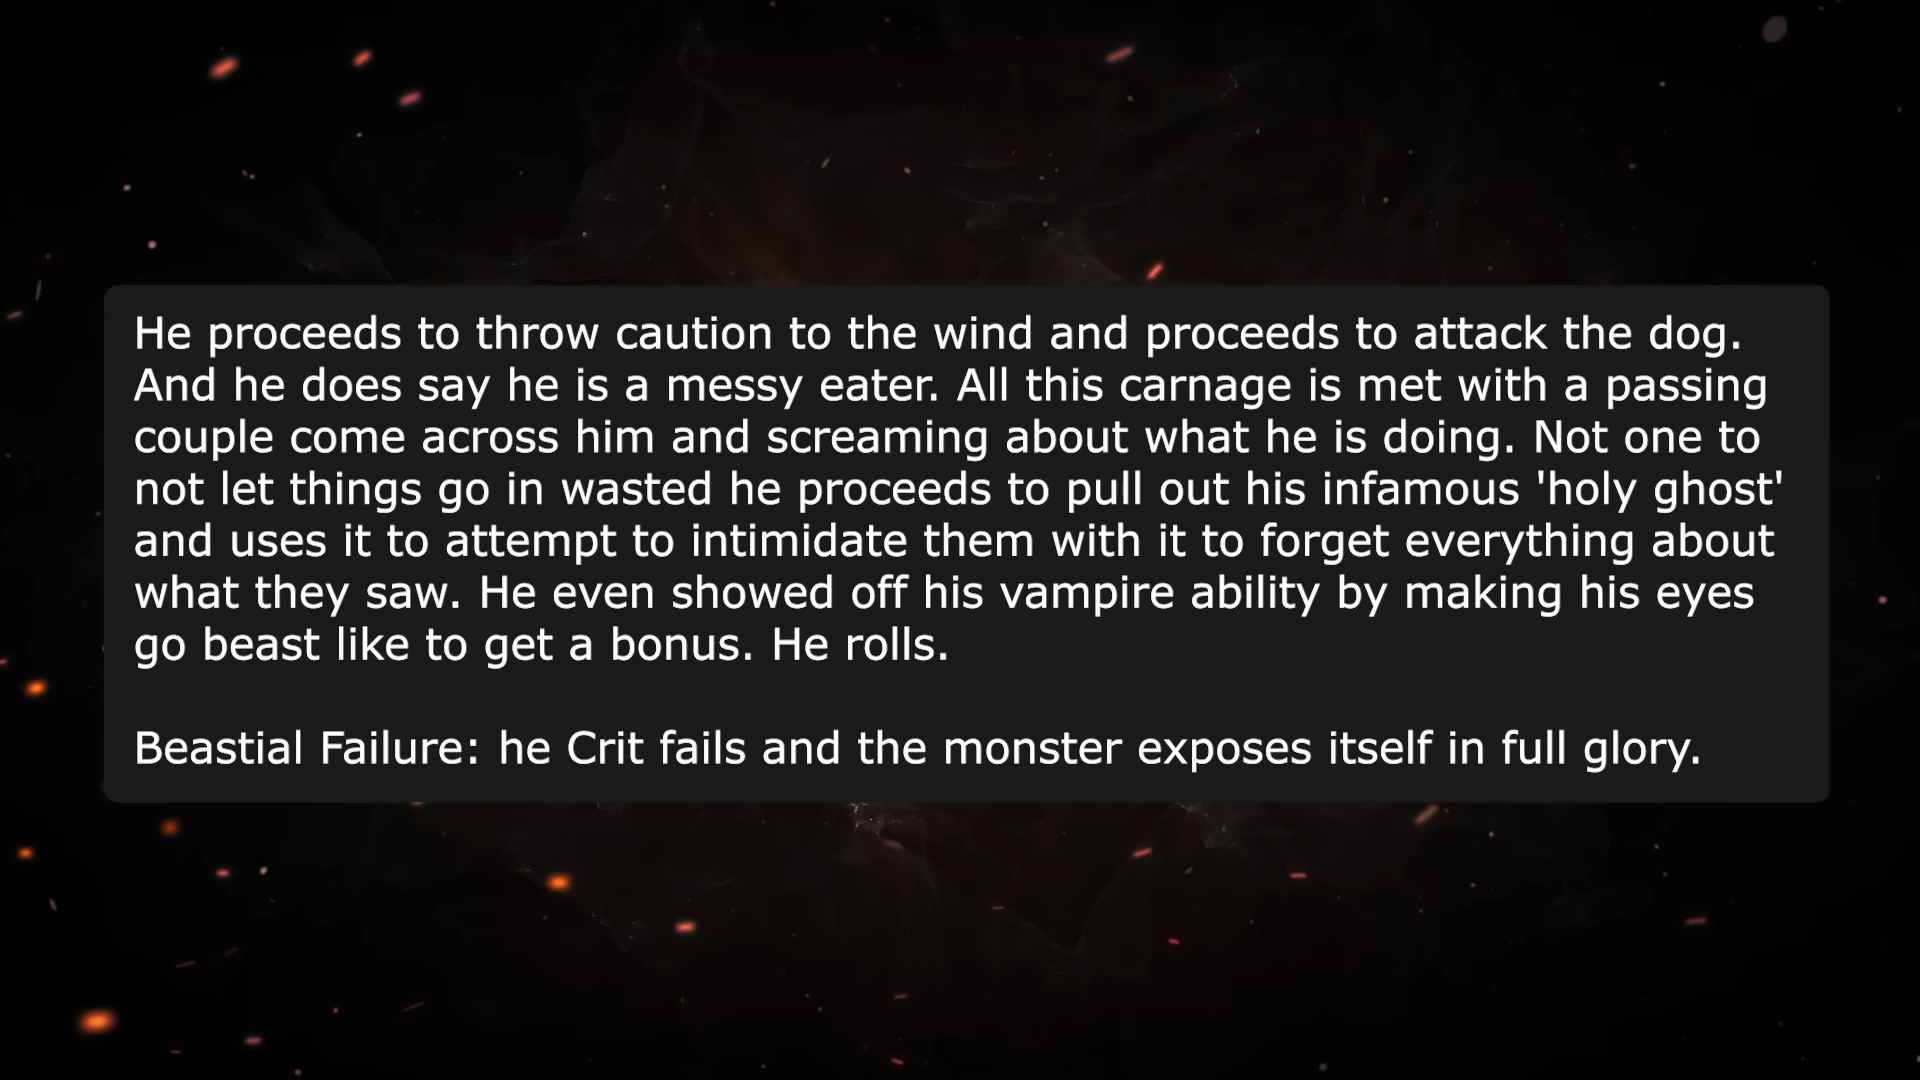 He proceeds to throw caution to the wind and proceeds to attack the dog.
And he does say he is a messy eater. All this carnage is met with a passing
couple come across him and screaming about what he is doing. Not one to
not let things go in wasted he proceeds to pull out his infamous 'holy ghost'
and uses it to attempt to intimidate them with it to forget everything about
what they saw. He even showed off his vampire ability by making his eyes
go beast like to get a bonus. He rolls.
Beastial Failure: he Crit fails and the monster exposes itself in full glory.